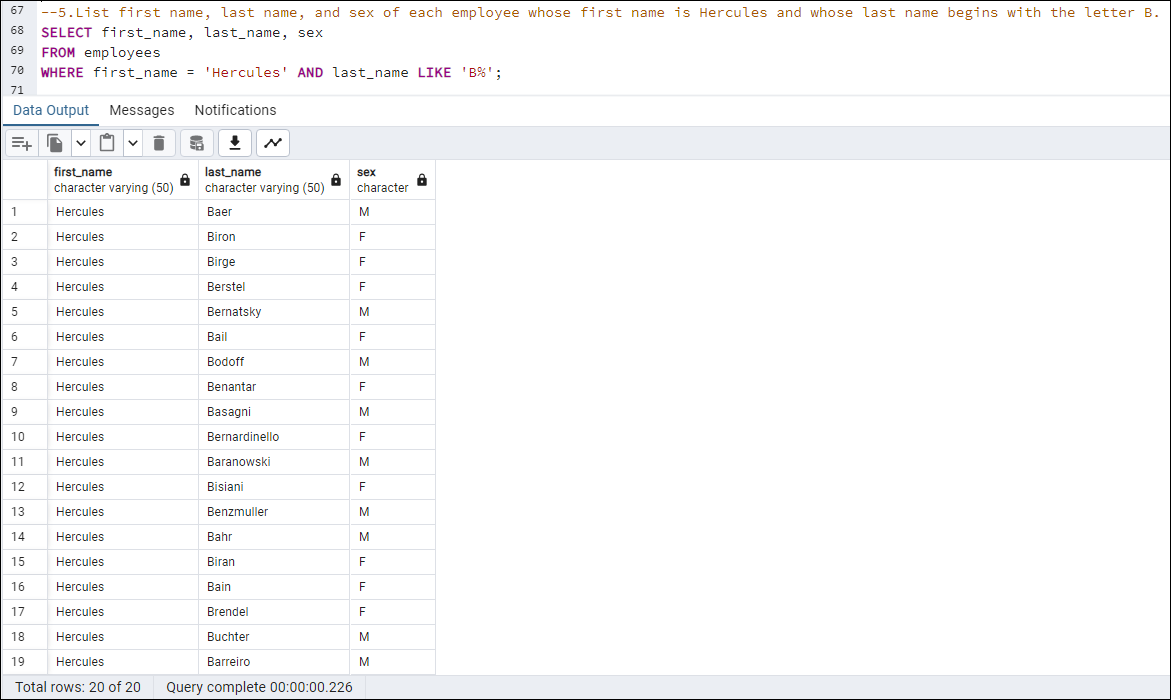 67 --5.List first name, last name, and sex of each employee whose first name is Hercules and whose last name begins with the letter B.
68 SELECT first_name, last_name, sex
69 FROM employees
70 WHERE first_name = 'Hercules' AND last_name LIKE 'B%';
71
Data Output Messages Notifications
first_name last_name sex
character varying (50) character varying (50) character
1 Hercules Baer M
2 Hercules Biron F
3 Hercules Birge F
4 Hercules Berstel F
5 Hercules Bernatsky M
6 Hercules Bail F
7 Hercules Bodoff M
8 Hercules Benantar F
9 Hercules Basagni M
10 Hercules Bernardinello F
11 Hercules Baranowski M
12 Hercules Bisiani F
13 Hercules Benzmuller M
14 Hercules Bahr M
15 Hercules Biran F
16 Hercules Bain F
17 Hercules Brendel F
18 Hercules Buchter M
19 Hercules Barreiro M
Total rows: 20 of 20 Query complete 00:00:00.226